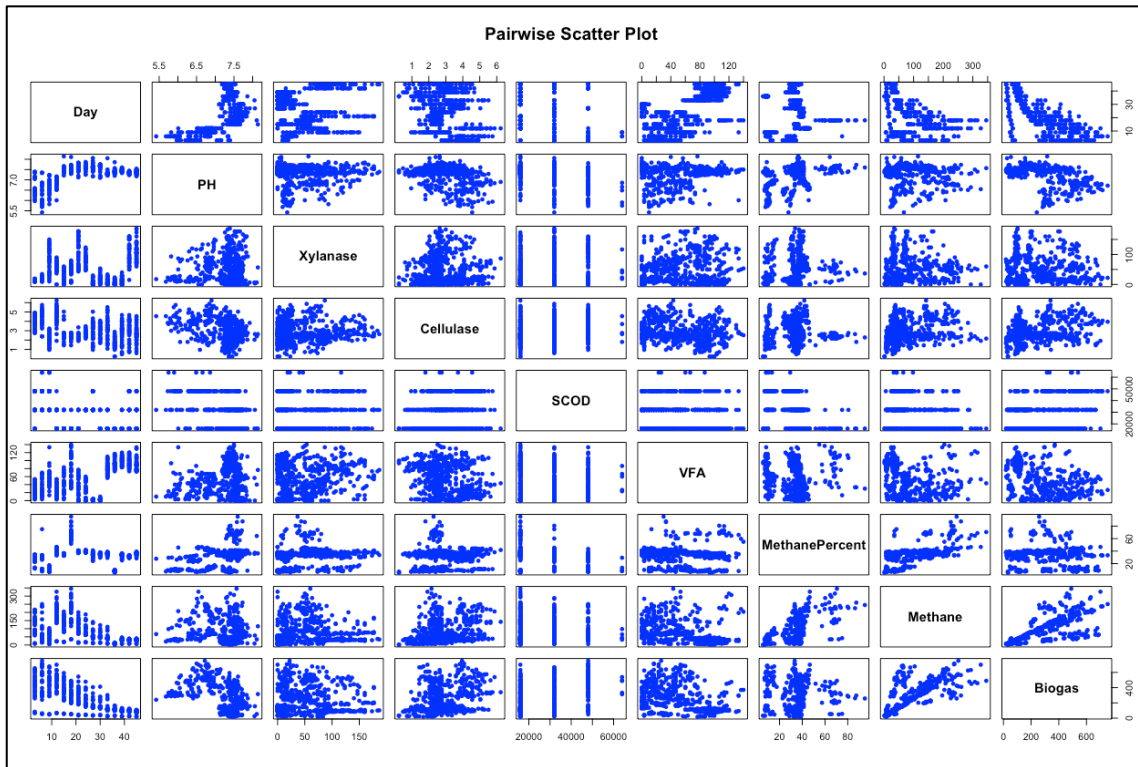 Pairwise Scatter Plot
5.5 6.5 7.5
1 2 3 4 5 6
0 40 80 120
0 100 200 300
Day
10 30
5.5 7.0
PH
Xylanase
0 100
1 3 5
Cellulase
SCOD
20000 50000
0 60 120
VFA
MethanePercent
20 60
0 150 300
Methane
Biogas
0 400
10 20 30 40
0 50 100 150
20000 40000 60000
20 40 60 80
0 200 400 600